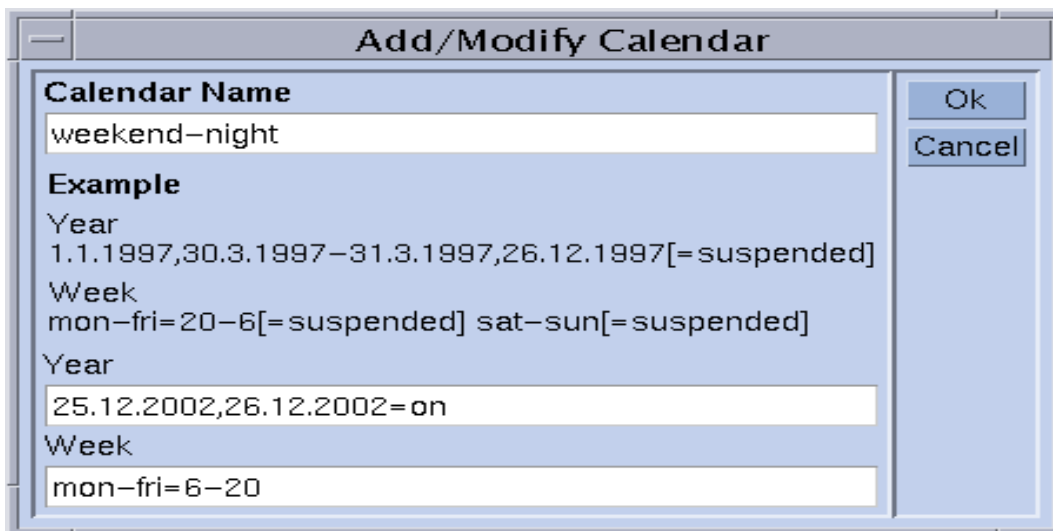 Add/Modify Calendar
Calendar Name
Ok
weekend-night
Cancel
Example
Year
1.1.1997,30.3.1997-31.3.1997,26.12.1997[=suspended]
Week
mon-fri=20-6[=suspended] sat-sun[=suspended]
Year
25.12.2002,26.12.2002=on
Week
mon-fri=6-20